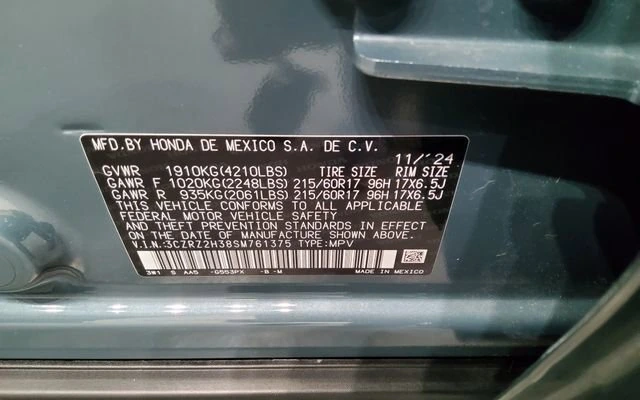 MFD.BY HONDA DE MEXICO S.A. DE C.V.
11/'24
GVWR 1910KG(4210LBS) TIRE SIZE RIM SIZE
GAWR F 1020KG(2248LBS) 215/60R17 96H 17X6.5J
GAWR R 935KG(2061LBS) 215/60R17 96H 17X6.5J
THIS VEHICLE CONFORMS TO ALL APPLICABLE
FEDERAL MOTOR VEHICLE SAFETY
AND THEFT PREVENTION STANDARDS IN EFFECT
ON THE DATE OF MANUFACTURE SHOWN ABOVE.
V.I.N.:3CZRZ2H38SM761375 TYPE:MPV
3W1 S AA5 -G553PX -B -M MADE IN MEXICO